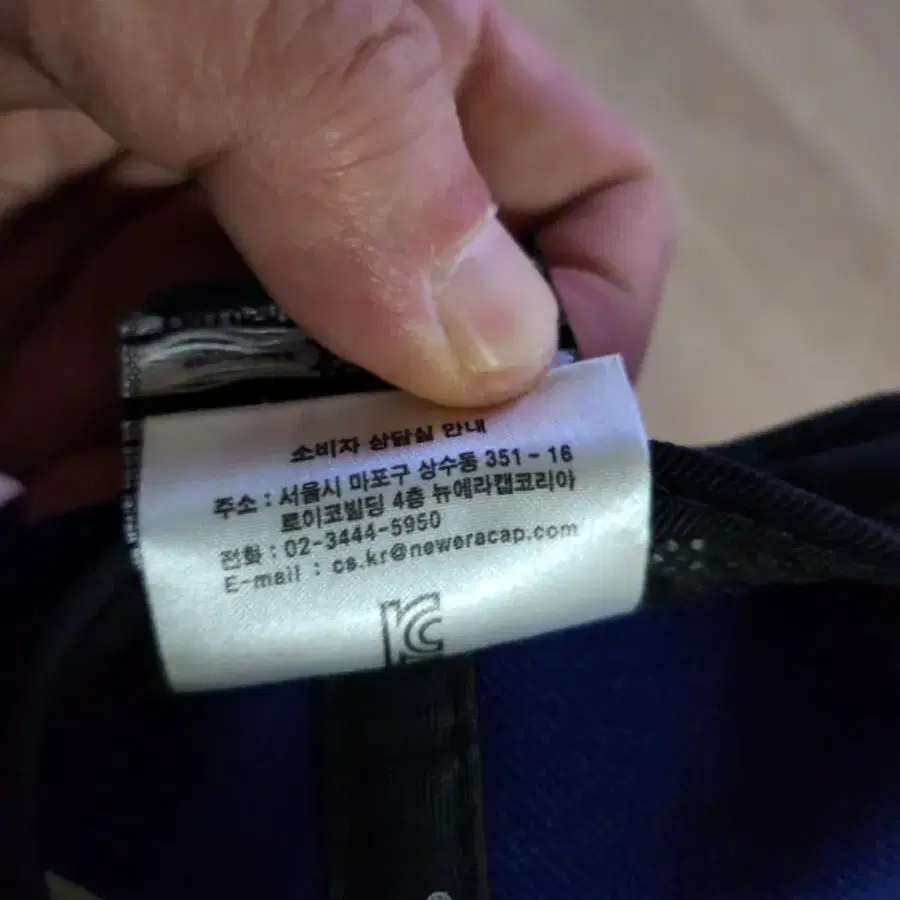 소비자 상담실 안내
주소 : 서울시 마포구 상수동 351 - 16
로이코빌딩 4층 뉴에라캡코리아
전화 : 02-3444-5950
E-mail : cs.kr@neweracap.com